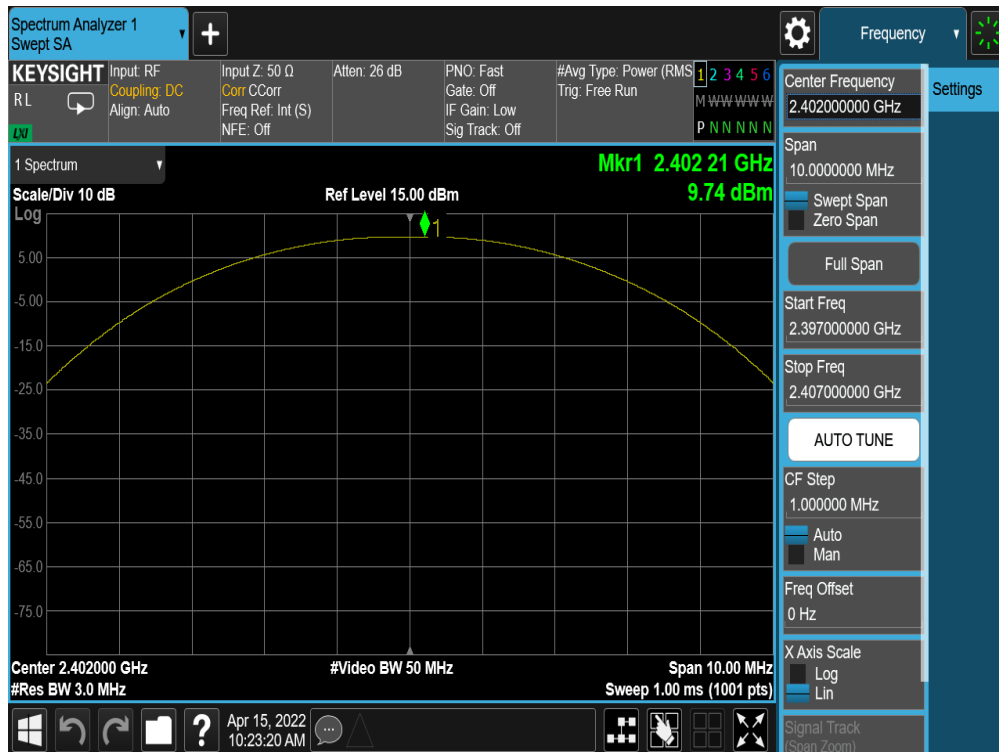 Spectrum Analyzer 1
Swept SA
+
Frequency
KEYSIGHT
RL
LXI
Input: RF
Coupling: DC
Align: Auto
Input Z: 50 Ω
Corr CCorr
Freq Ref: Int (S)
NFE: Off
Atten: 26 dB
PNO: Fast
Gate: Off
IF Gain: Low
Sig Track: Off
#Avg Type: Power (RMS
Trig: Free Run
1 2 3 4 5 6
M W W W W W
P N N N N N
1 Spectrum
Scale/Div 10 dB
Log
Ref Level 15.00 dBm
Mkr1 2.402 21 GHz
9.74 dBm
1
5.00
-5.00
-15.0
-25.0
-35.0
-45.0
-55.0
-65.0
-75.0
Center 2.402000 GHz
#Res BW 3.0 MHz
#Video BW 50 MHz
Span 10.00 MHz
Sweep 1.00 ms (1001 pts)
Center Frequency
2.402000000 GHz
Span
10.0000000 MHz
Swept Span
Zero Span
Full Span
Start Freq
2.397000000 GHz
Stop Freq
2.407000000 GHz
AUTO TUNE
CF Step
1.000000 MHz
Auto
Man
Freq Offset
0 Hz
X Axis Scale
Log
Lin
Signal Track
(Span Zoom)
Settings
?
Apr 15, 2022
10:23:20 AM